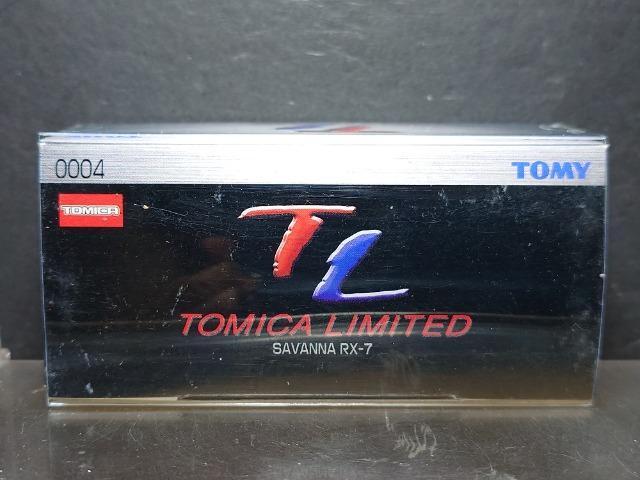 0004 TOMY
TOMICA
TL
TOMICA LIMITED
SAVANNA RX-7